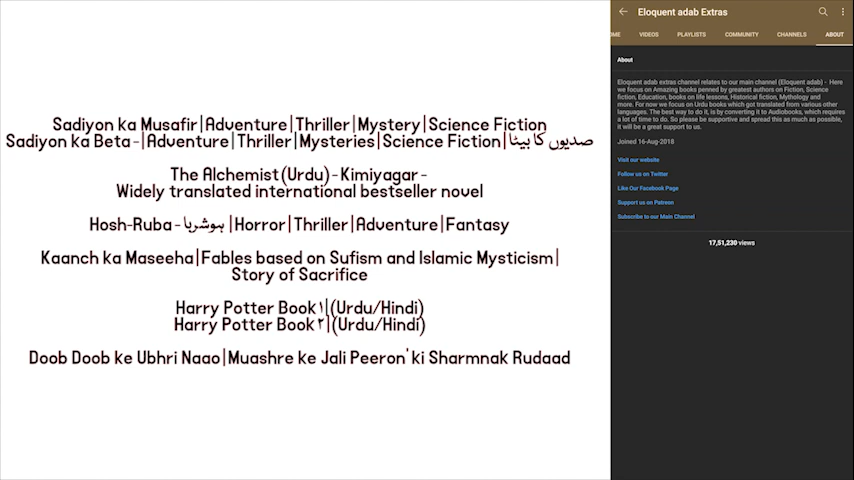 Sadiyon ka Musafir|Adventure|Thriller|Mystery|Science Fiction
Sadiyon ka Beta-|Adventure|Thriller|Mysteries|Science Fiction|صدیوں کا بیٹا
The Alchemist (Urdu)-Kimiyagar-
Widely translated international bestseller novel
Hosh-Ruba-ہوشربا |Horror|Thriller|Adventure|Fantasy
Kaanch ka Maseeha|Fables based on Sufism and Islamic Mysticism|
Story of Sacrifice
Harry Potter Book ۱|(Urdu/Hindi)
Harry Potter Book ۲|(Urdu/Hindi)
Doob Doob ke Ubhri Naao|Muashre ke Jali Peeron' ki Sharmnak Rudaad
Eloquent adab Extras
OME VIDEOS PLAYLISTS COMMUNITY CHANNELS ABOUT
About
Eloquent adab extras channel relates to our main channel (Eloquent adab) - Here
we focus on Amazing books penned by greatest authors on Fiction, Science
fiction, Education, books on life lessons, Historical fiction, Mythology and
more. For now we focus on Urdu books which got translated from various other
languages. The best way to do it, is by converting it to Audiobooks, which requires
a lot of time to do. So please be supportive and spread this as much as possible,
it will be a great support to us.
Joined 16-Aug-2018
Visit our website
Follow us on Twitter
Like Our Facebook Page
Support us on Patreon
Subscribe to our Main Channel
17,51,230 views